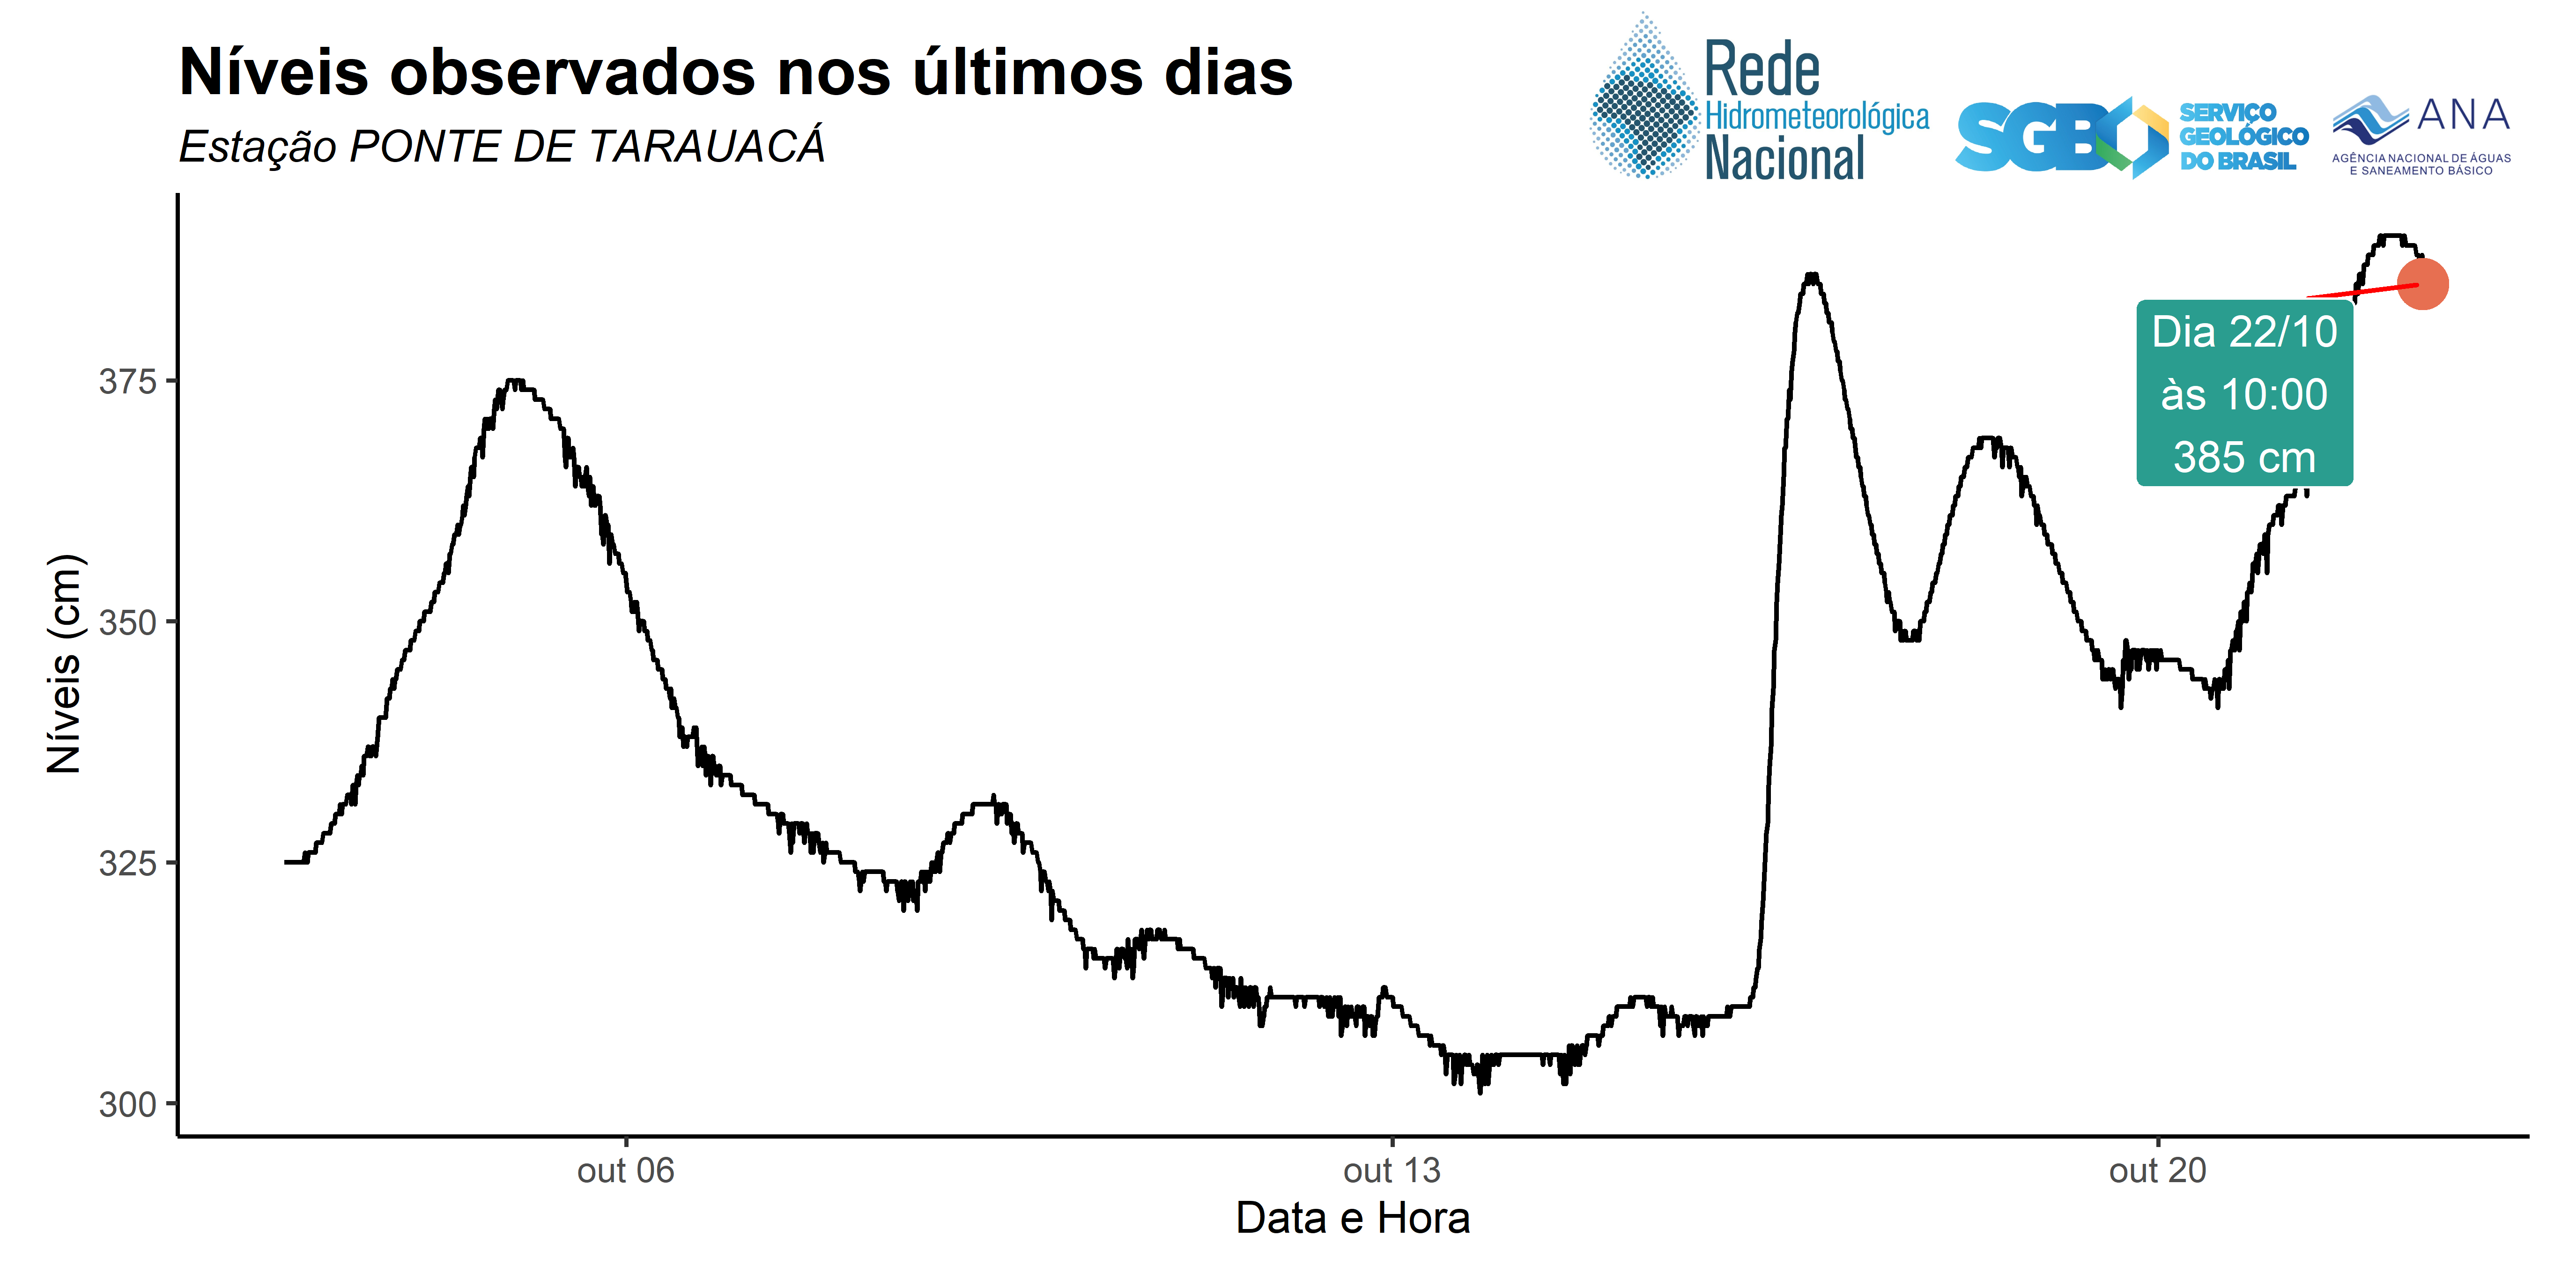 Níveis observados nos últimos dias
Estação PONTE DE TARAUACÁ
Rede
Hidrometeorológica
Nacional
SGB
SERVIÇO
GEOLÓGICO
DO BRASIL
ANA
AGÊNCIA NACIONAL DE ÁGUAS
E SANEAMENTO BÁSICO
Dia 22/10
às 10:00
385 cm
Níveis (cm)
375
350
325
300
out 06
out 13
out 20
Data e Hora